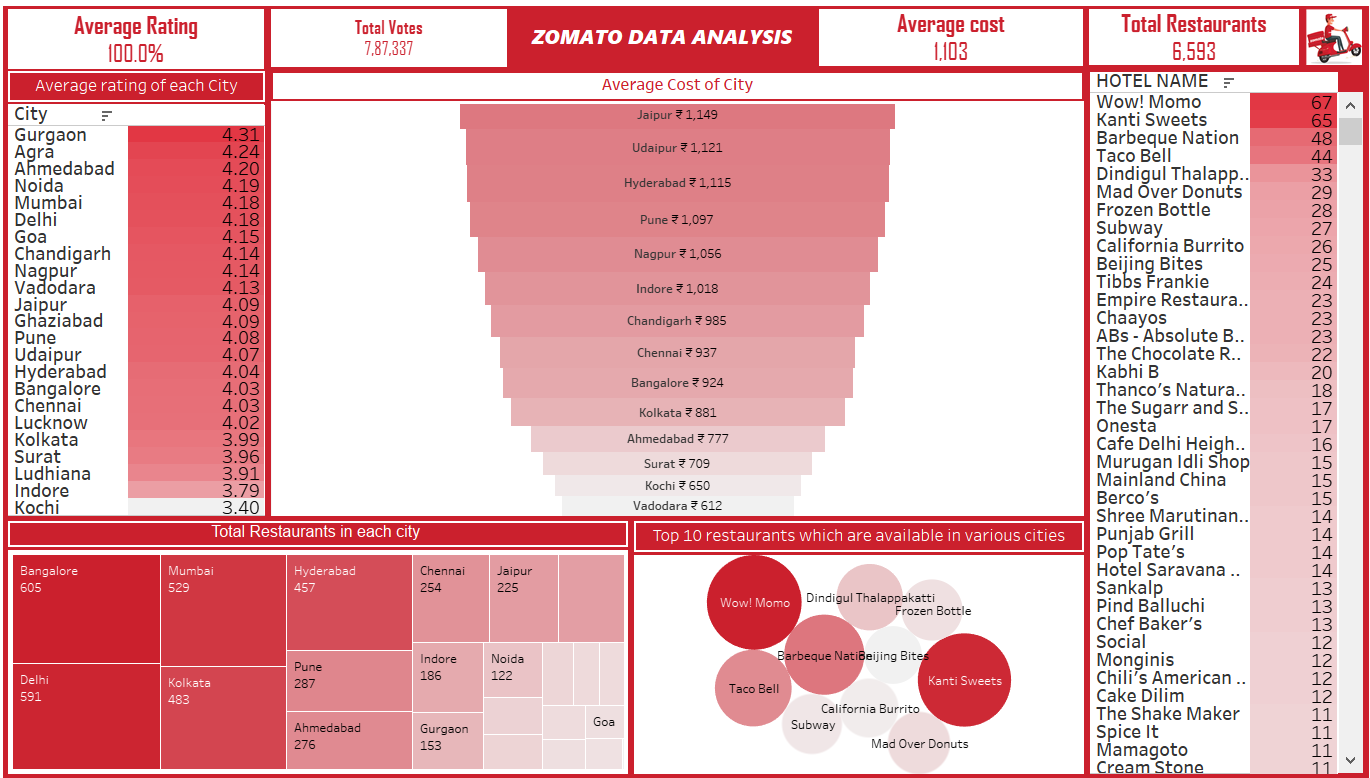 Average Rating
100.0%
Total Votes
7,87,337
ZOMATO DATA ANALYSIS
Average cost
1,103
Total Restaurants
6,593
Average rating of each City
City
Gurgaon 4.31
Agra 4.24
Ahmedabad 4.20
Noida 4.19
Mumbai 4.18
Delhi 4.18
Goa 4.15
Chandigarh 4.14
Nagpur 4.14
Vadodara 4.13
Jaipur 4.09
Ghaziabad 4.09
Pune 4.08
Udaipur 4.07
Hyderabad 4.04
Bangalore 4.03
Chennai 4.03
Lucknow 4.02
Kolkata 3.99
Surat 3.96
Ludhiana 3.91
Indore 3.79
Kochi 3.40
Average Cost of City
Jaipur ₹ 1,149
Udaipur ₹ 1,121
Hyderabad ₹ 1,115
Pune ₹ 1,097
Nagpur ₹ 1,056
Indore ₹ 1,018
Chandigarh ₹ 985
Chennai ₹ 937
Bangalore ₹ 924
Kolkata ₹ 881
Ahmedabad ₹ 777
Surat ₹ 709
Kochi ₹ 650
Vadodara ₹ 612
HOTEL NAME
Wow! Momo 67
Kanti Sweets 65
Barbeque Nation 48
Taco Bell 44
Dindigul Thalapp.. 33
Mad Over Donuts 29
Frozen Bottle 28
Subway 27
California Burrito 26
Beijing Bites 25
Tibbs Frankie 24
Empire Restaura.. 23
Chaayos 23
ABs - Absolute B.. 23
The Chocolate R.. 22
Kabhi B 20
Thanco's Natura.. 18
The Sugarr and S.. 17
Onesta 17
Cafe Delhi Heigh.. 16
Murugan Idli Shop 15
Mainland China 15
Berco's 15
Shree Marutinan.. 14
Punjab Grill 14
Pop Tate's 14
Hotel Saravana .. 14
Sankalp 13
Pind Balluchi 13
Chef Baker's 13
Social 12
Monginis 12
Chili's American .. 12
Cake Dilim 12
The Shake Maker 11
Spice It 11
Mamagoto 11
Cream Stone 11
Total Restaurants in each city
Bangalore
605
Delhi
591
Mumbai
529
Kolkata
483
Hyderabad
457
Pune
287
Ahmedabad
276
Chennai
254
Jaipur
225
Indore
186
Gurgaon
153
Noida
122
Goa
Top 10 restaurants which are available in various cities
Wow! Momo
Dindigul Thalappakatti
Frozen Bottle
Barbeque Nation
Beijing Bites
Taco Bell
Kanti Sweets
California Burrito
Subway
Mad Over Donuts